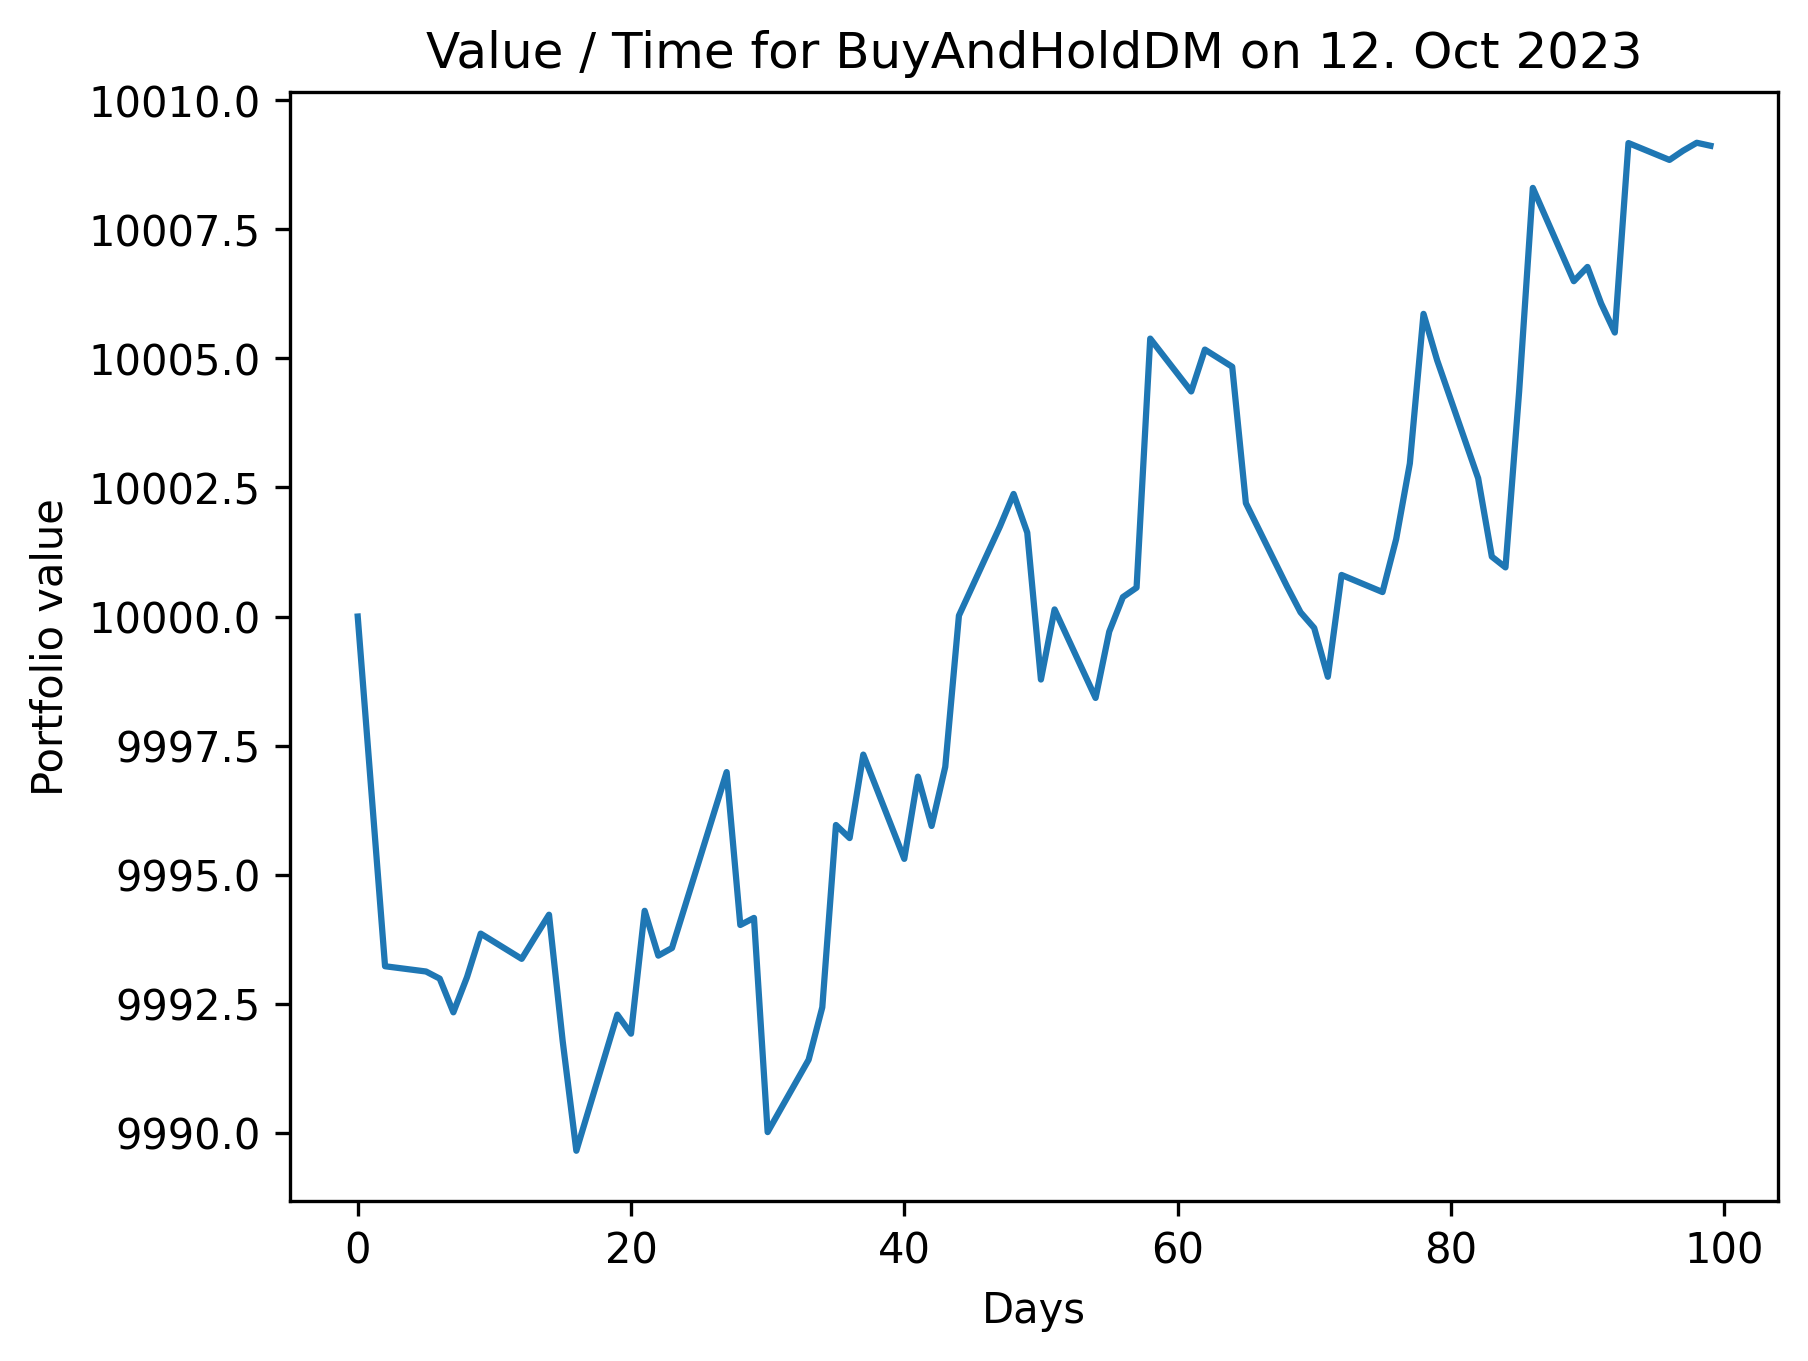 Value / Time for BuyAndHoldDM on 12. Oct 2023
Portfolio value
10010.0
10007.5
10005.0
10002.5
10000.0
9997.5
9995.0
9992.5
9990.0
0 20 40 60 80 100
Days